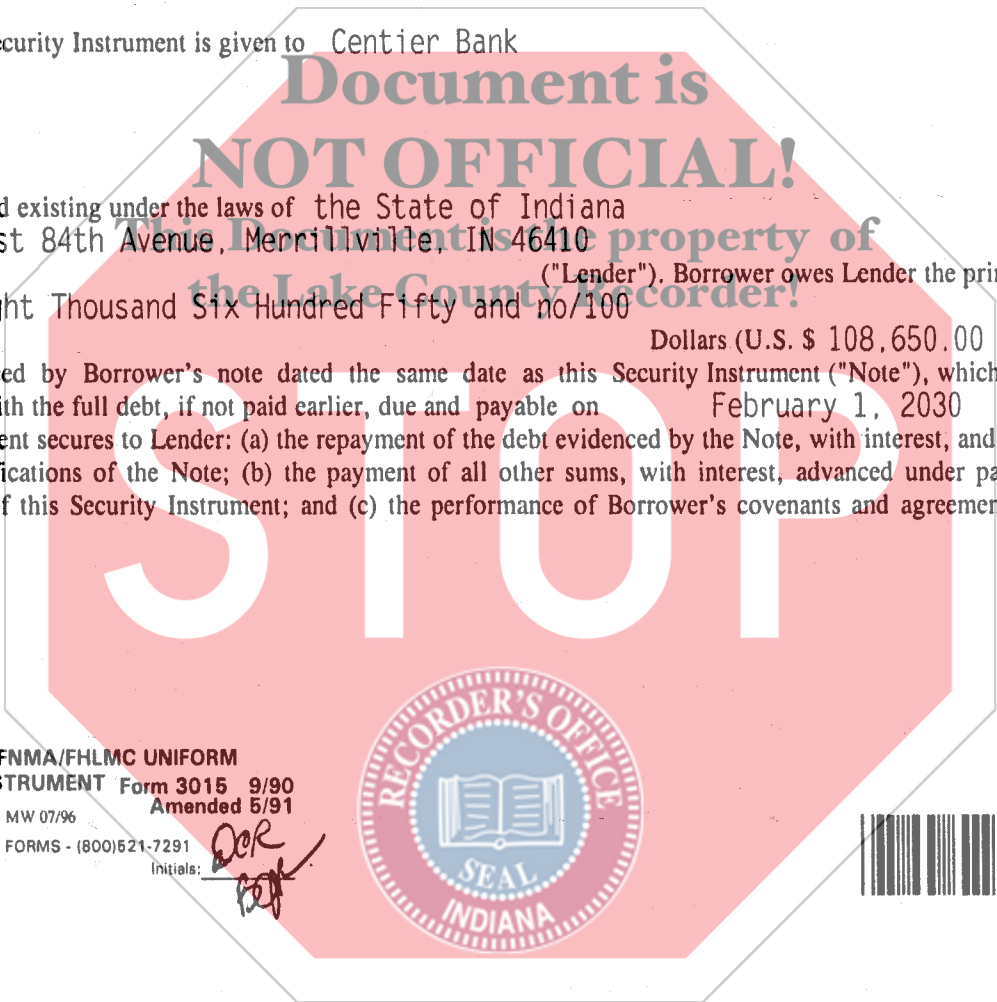 ecurity Instrument is given to Centier Bank
Document is
NOT OFFICIAL!
d existing under the laws of the State of Indiana
st 84th Avenue, Merrillville, IN 46410
This Document is the property of
("Lender"). Borrower owes Lender the prin
the Lake County Recorder!
ht Thousand Six Hundred Fifty and no/100
Dollars (U.S. $ 108,650.00
ed by Borrower's note dated the same date as this Security Instrument ("Note"), which
ith the full debt, if not paid earlier, due and payable on February 1, 2030
ent secures to Lender: (a) the repayment of the debt evidenced by the Note, with interest, and
ications of the Note; (b) the payment of all other sums, with interest, advanced under pa
f this Security Instrument; and (c) the performance of Borrower's covenants and agreemen
STOP
RECORDER'S OFFICE
SEAL
INDIANA
FNMA/FHLMC UNIFORM
STRUMENT Form 3015 9/90
Amended 5/91
MW 07/96
FORMS - (800)521-7291
Initials: DCR